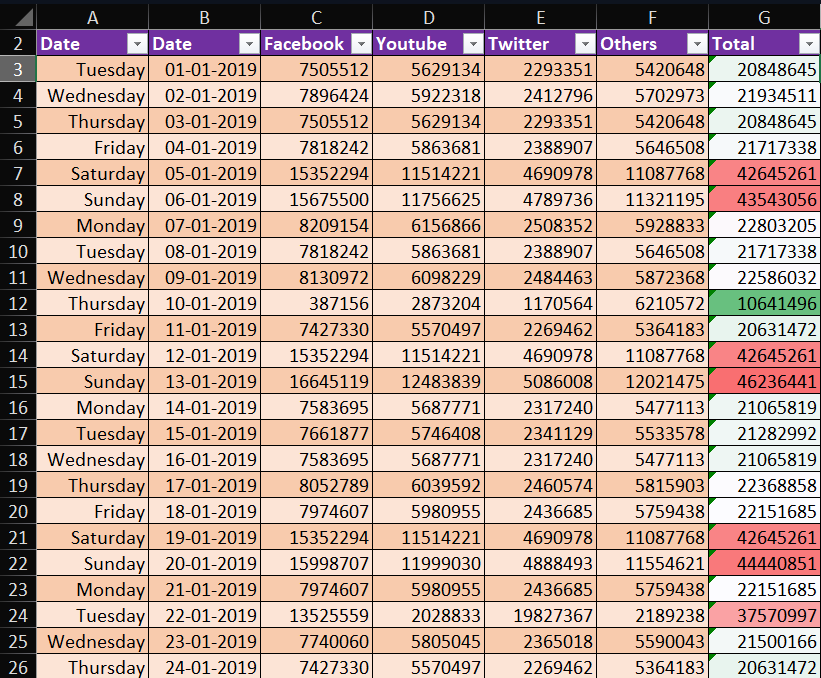 A B C D E F G
2 Date Date Facebook Youtube Twitter Others Total
3 Tuesday 01-01-2019 7505512 5629134 2293351 5420648 20848645
4 Wednesday 02-01-2019 7896424 5922318 2412796 5702973 21934511
5 Thursday 03-01-2019 7505512 5629134 2293351 5420648 20848645
6 Friday 04-01-2019 7818242 5863681 2388907 5646508 21717338
7 Saturday 05-01-2019 15352294 11514221 4690978 11087768 42645261
8 Sunday 06-01-2019 15675500 11756625 4789736 11321195 43543056
9 Monday 07-01-2019 8209154 6156866 2508352 5928833 22803205
10 Tuesday 08-01-2019 7818242 5863681 2388907 5646508 21717338
11 Wednesday 09-01-2019 8130972 6098229 2484463 5872368 22586032
12 Thursday 10-01-2019 387156 2873204 1170564 6210572 10641496
13 Friday 11-01-2019 7427330 5570497 2269462 5364183 20631472
14 Saturday 12-01-2019 15352294 11514221 4690978 11087768 42645261
15 Sunday 13-01-2019 16645119 12483839 5086008 12021475 46236441
16 Monday 14-01-2019 7583695 5687771 2317240 5477113 21065819
17 Tuesday 15-01-2019 7661877 5746408 2341129 5533578 21282992
18 Wednesday 16-01-2019 7583695 5687771 2317240 5477113 21065819
19 Thursday 17-01-2019 8052789 6039592 2460574 5815903 22368858
20 Friday 18-01-2019 7974607 5980955 2436685 5759438 22151685
21 Saturday 19-01-2019 15352294 11514221 4690978 11087768 42645261
22 Sunday 20-01-2019 15998707 11999030 4888493 11554621 44440851
23 Monday 21-01-2019 7974607 5980955 2436685 5759438 22151685
24 Tuesday 22-01-2019 13525559 2028833 19827367 2189238 37570997
25 Wednesday 23-01-2019 7740060 5805045 2365018 5590043 21500166
26 Thursday 24-01-2019 7427330 5570497 2269462 5364183 20631472